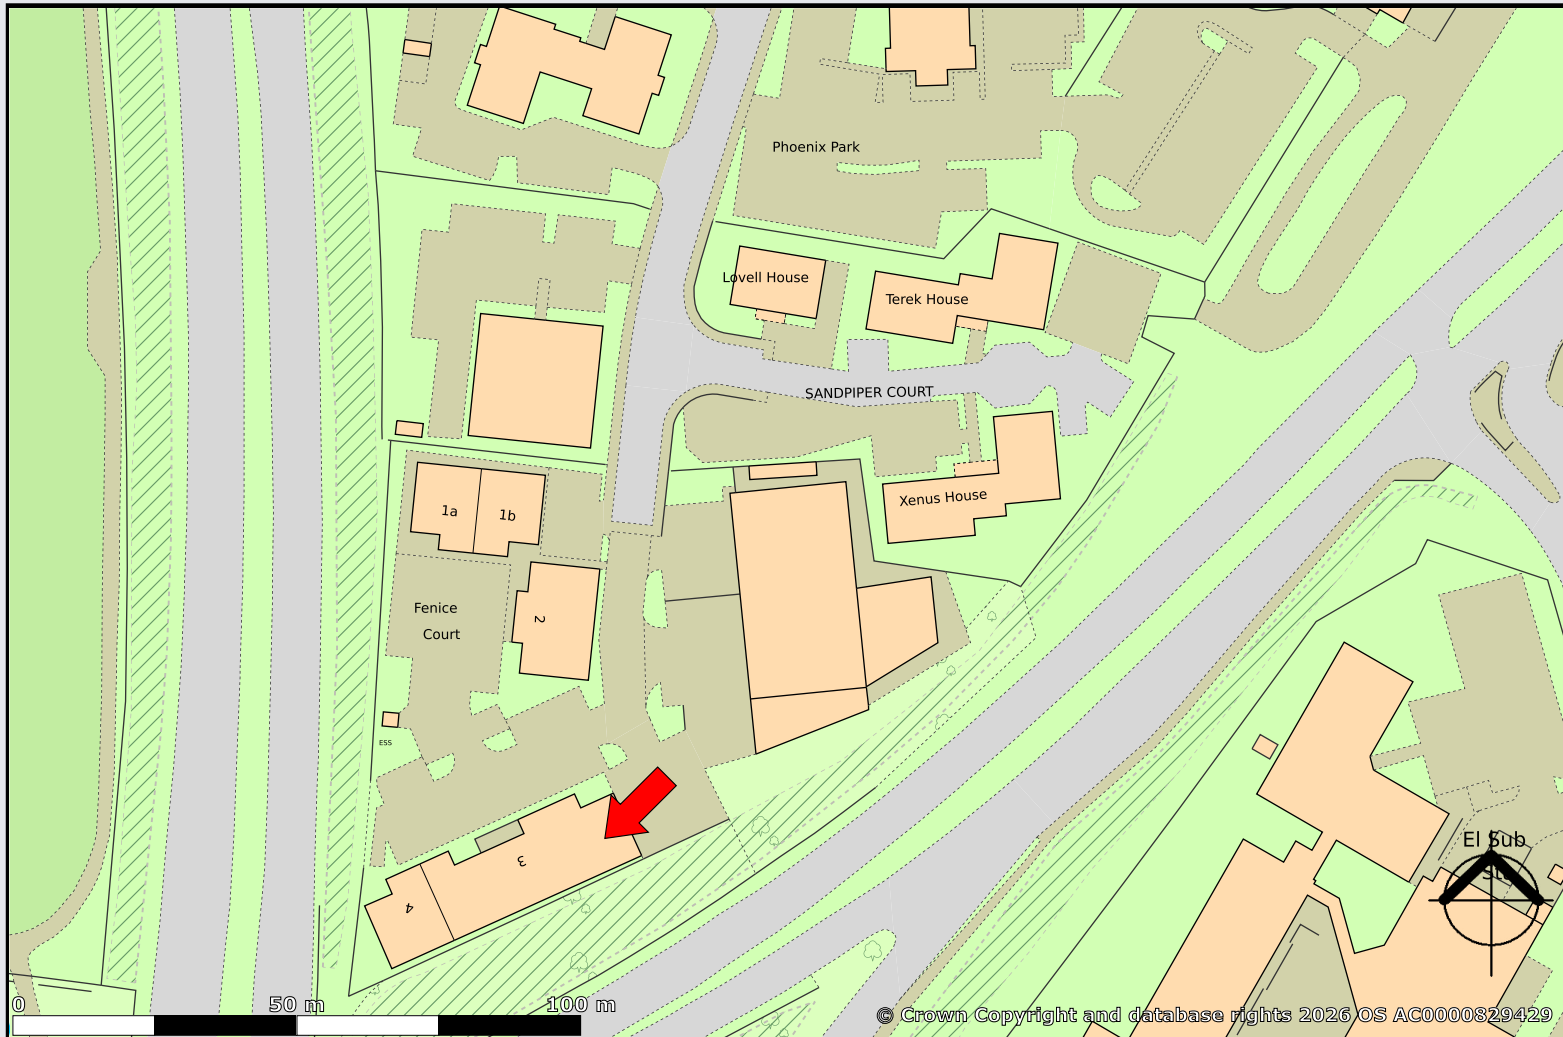 Phoenix Park
Lovell House
Terek House
SANDPIPER COURT
Xenus House
1a
1b
Fenice
Court
2
ESS
3
4
El Sub
Sta
0
50 m
100 m
© Crown Copyright and database rights 2026 OS AC0000829429